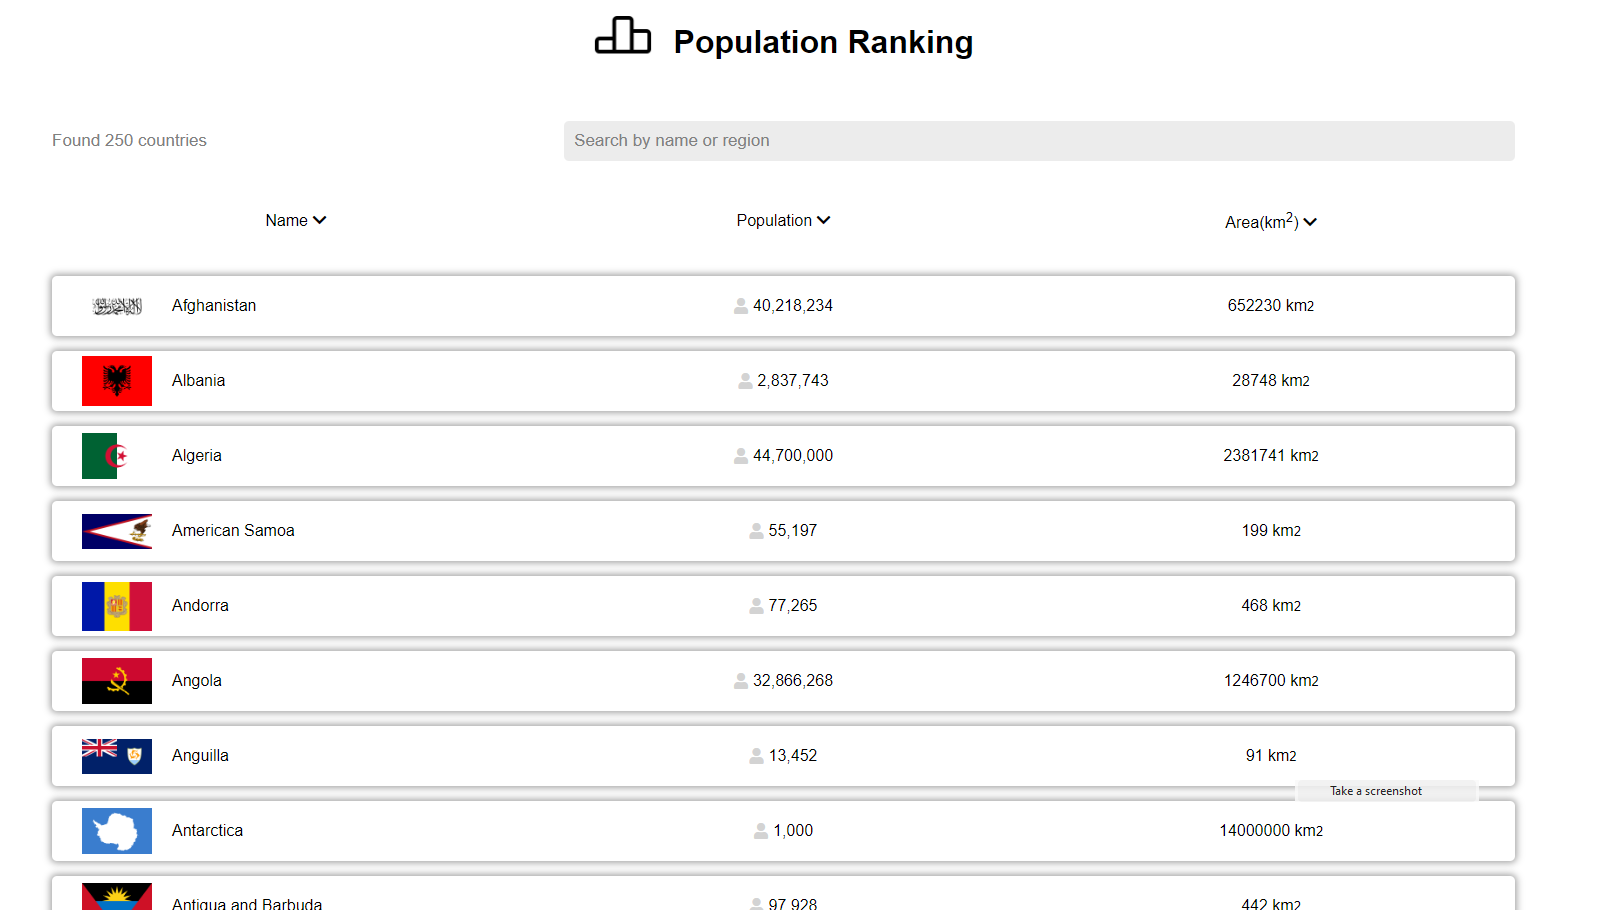 Population Ranking
Found 250 countries
Search by name or region
Name Population Area(km2)
Afghanistan 40,218,234 652230 km2
Albania 2,837,743 28748 km2
Algeria 44,700,000 2381741 km2
American Samoa 55,197 199 km2
Andorra 77,265 468 km2
Angola 32,866,268 1246700 km2
Anguilla 13,452 91 km2
Take a screenshot
Antarctica 1,000 14000000 km2
Antigua and Barbuda 97,928 442 km2